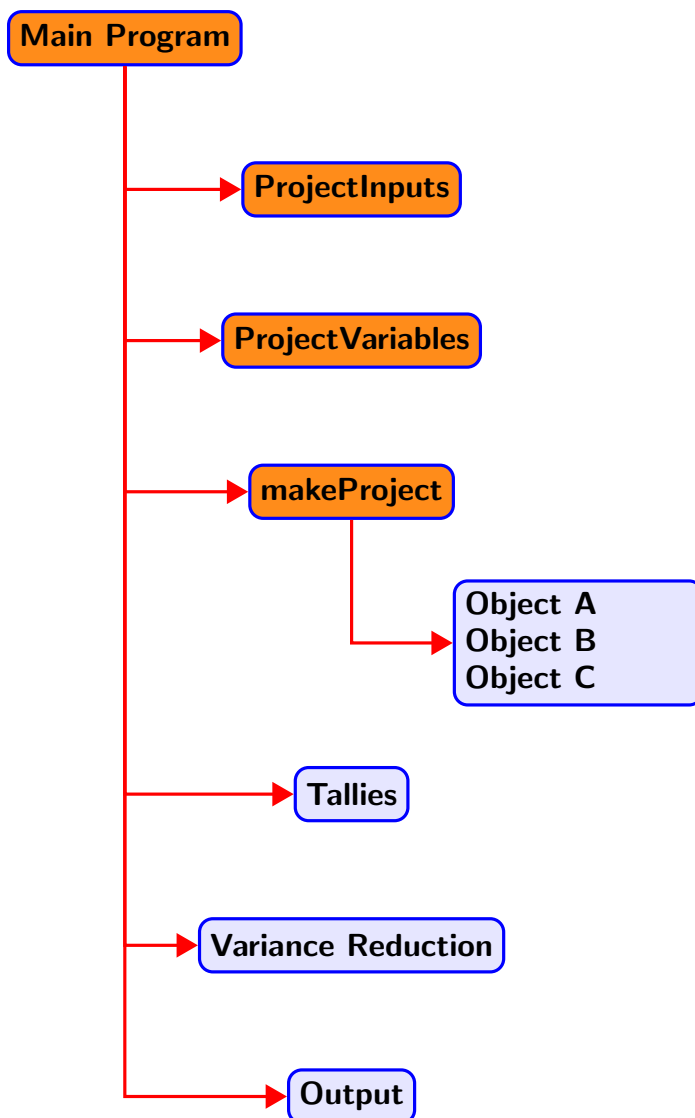 Main Program
ProjectInputs
ProjectVariables
makeProject
Object A
Object B
Object C
Tallies
Variance Reduction
Output